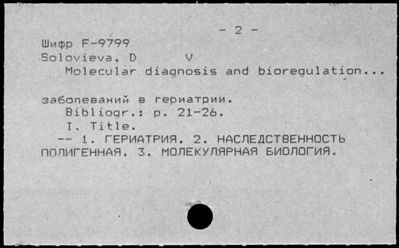 - 2 -
Шифр F-9799
Solovieva, D V
Molecular diagnosis and bioregulation...
заболеваний в гериатрии.
Bibliogr.: p. 21-26.
I. Title.
-- 1. ГЕРИАТРИЯ. 2. НАСЛЕДСТВЕННОСТЬ
ПОЛИГЕННАЯ. 3. МОЛЕКУЛЯРНАЯ БИОЛОГИЯ.